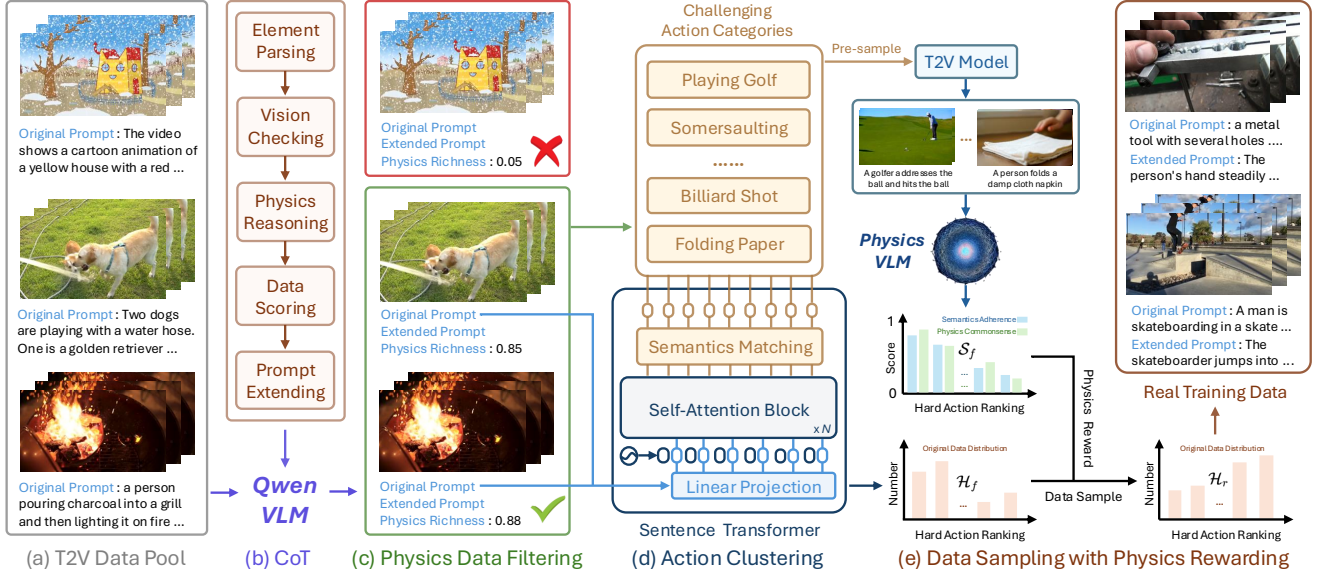 Original Prompt : The video
shows a cartoon animation of
a yellow house with a red ...
Original Prompt : Two dogs
are playing with a water hose.
One is a golden retriever ...
Original Prompt : a person
pouring charcoal into a grill
and then lighting it on fire ...
(a) T2V Data Pool
Element
Parsing
Vision
Checking
Physics
Reasoning
Data
Scoring
Prompt
Extending
Qwen
VLM
(b) CoT
Original Prompt
Extended Prompt
Physics Richness : 0.05
Original Prompt
Extended Prompt
Physics Richness : 0.85
Original Prompt
Extended Prompt
Physics Richness : 0.88
(c) Physics Data Filtering
Challenging
Action Categories
Playing Golf
Somersaulting
......
Billiard Shot
Folding Paper
Semantics Matching
Self-Attention Block
x N
Linear Projection
Sentence Transformer
(d) Action Clustering
Pre-sample
T2V Model
...
A golfer addresses the
ball and hits the ball
A person folds a
damp cloth napkin
Physics
VLM
1
Score
0
Semantics Adherence
Physics Commonsense
S_f
...
...
Hard Action Ranking
Physics Reward
Original Data Distribution
Number
H_f
...
Hard Action Ranking
Data Sample
Original Data Distribution
Number
H_r
...
Hard Action Ranking
Original Prompt : a metal
tool with several holes ....
Extended Prompt : The
person's hand steadily ...
Original Prompt : A man is
skateboarding in a skate ...
Extended Prompt : The
skateboarder jumps into ...
Real Training Data
(e) Data Sampling with Physics Rewarding